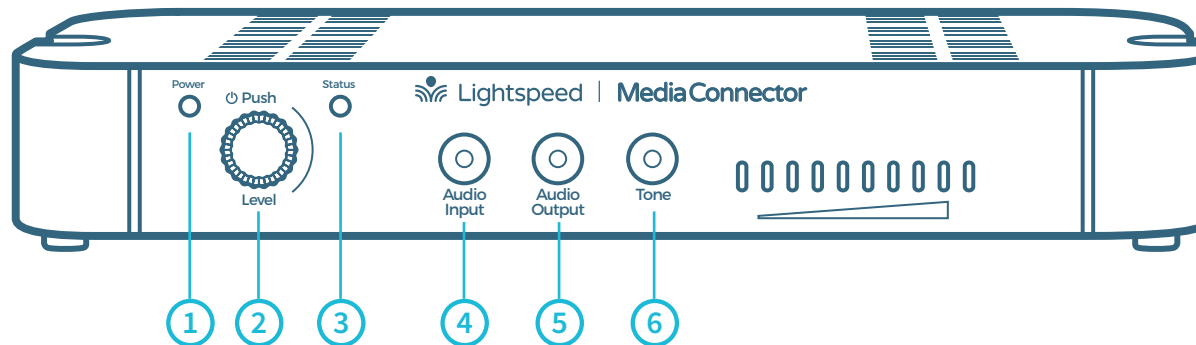 Power
Push
Level
Status
Lightspeed | MediaConnector
Audio
Input
Audio
Output
Tone
1 2 3 4 5 6